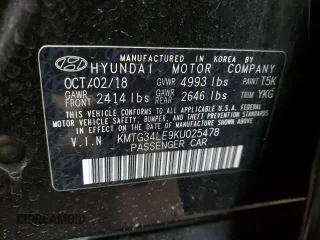 MANUFACTURED IN KOREA BY
HYUNDAI MOTOR COMPANY
OCT/02/18 GVWR 4993 lbs PAINT T5K
GAWR FRONT 2414 lbs GAWR REAR 2646 lbs TRIM YKG
THIS VEHICLE CONFORMS TO ALL APPLICABLE U.S.A. FEDERAL
MOTOR VEHICLE SAFETY, BUMPER, AND THEFT PREVENTION
STANDARDS IN EFFECT ON THE DATE OF MANUFACTURE SHOWN ABOVE
V.I.N KMTG34LE9KU025478
PASSENGER CAR